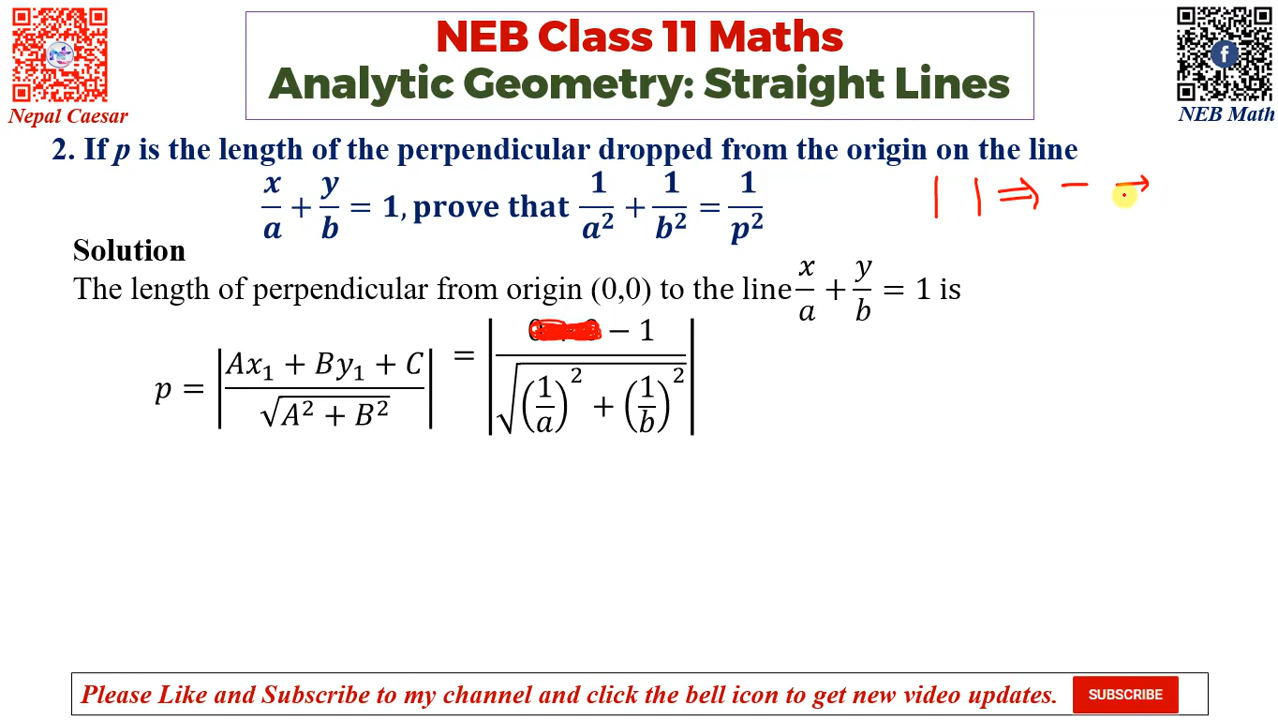 NEB Class 11 Maths
Analytic Geometry: Straight Lines
Nepal Caesar
NEB Math
2. If p is the length of the perpendicular dropped from the origin on the line
x/a + y/b = 1, prove that 1/a² + 1/b² = 1/p²
| | ⇒ − →
Solution
The length of perpendicular from origin (0,0) to the line x/a + y/b = 1 is
p = |(Ax₁ + By₁ + C)/√(A² + B²)| = |(− 1)/√((1/a)² + (1/b)²)|
Please Like and Subscribe to my channel and click the bell icon to get new video updates.
SUBSCRIBE